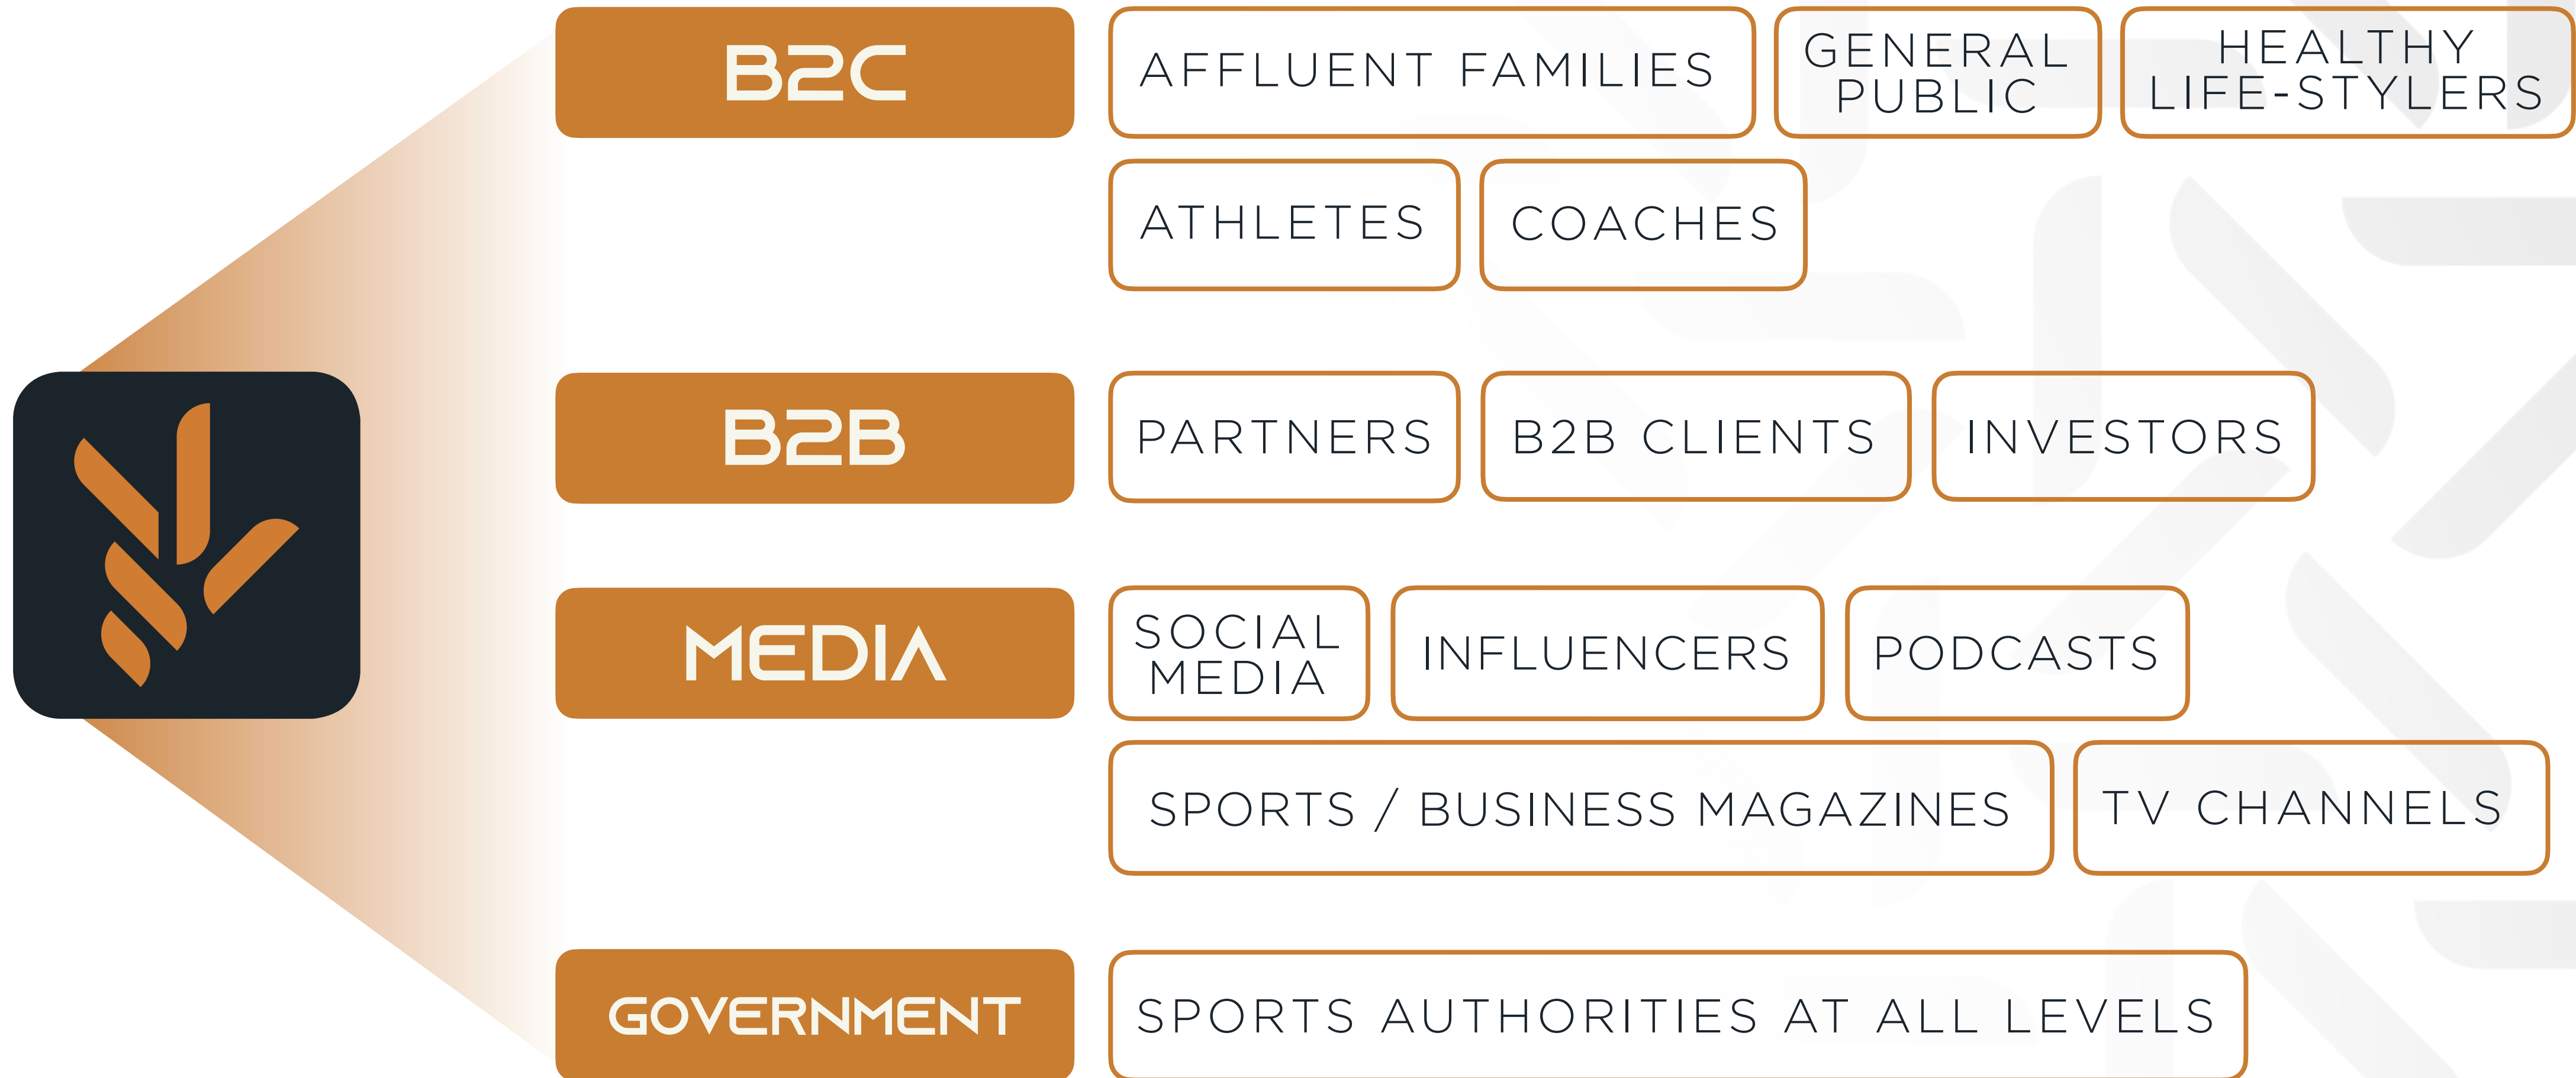 B2C
AFFLUENT FAMILIES
GENERAL
PUBLIC
HEALTHY
LIFE-STYLERS
ATHLETES
COACHES
B2B
PARTNERS
B2B CLIENTS
INVESTORS
MEDIA
SOCIAL
MEDIA
INFLUENCERS
PODCASTS
SPORTS / BUSINESS MAGAZINES
TV CHANNELS
GOVERNMENT
SPORTS AUTHORITIES AT ALL LEVELS